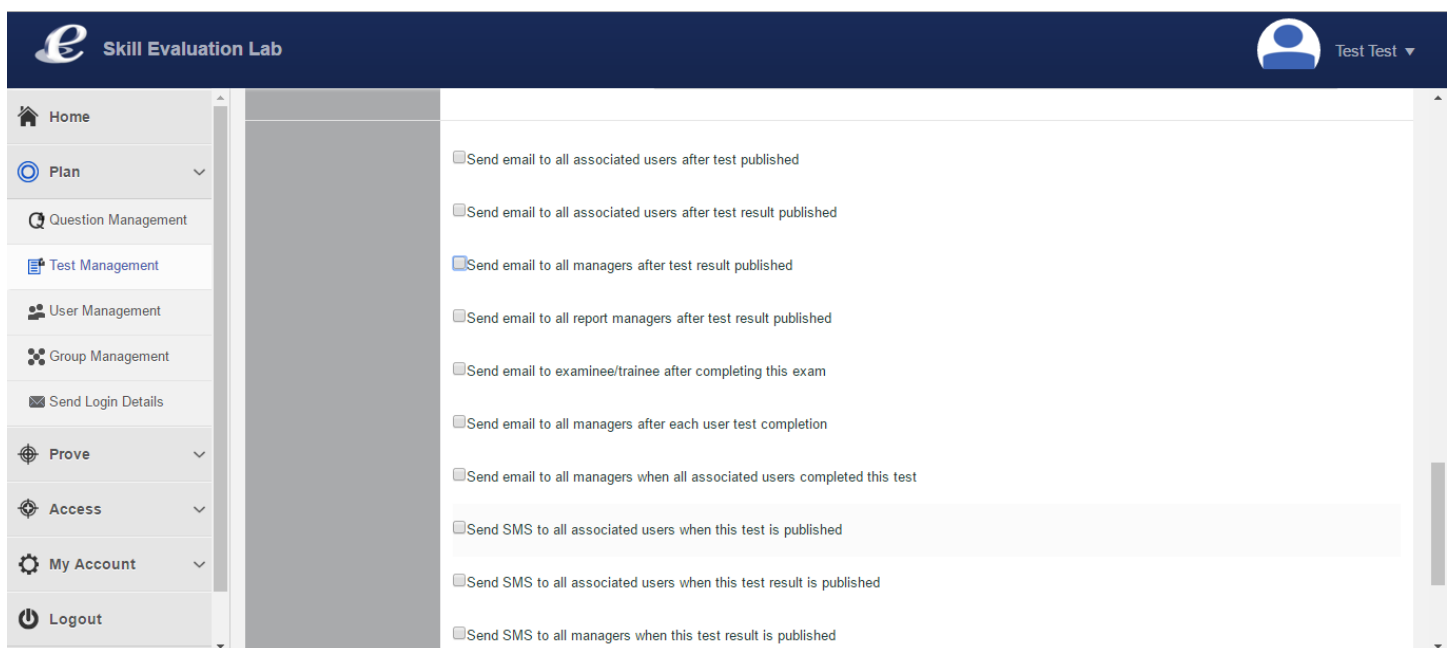 Skill Evaluation Lab
Test Test
Home
Plan
Question Management
Test Management
User Management
Group Management
Send Login Details
Prove
Access
My Account
Logout
Send email to all associated users after test published
Send email to all associated users after test result published
Send email to all managers after test result published
Send email to all report managers after test result published
Send email to examinee/trainee after completing this exam
Send email to all managers after each user test completion
Send email to all managers when all associated users completed this test
Send SMS to all associated users when this test is published
Send SMS to all associated users when this test result is published
Send SMS to all managers when this test result is published